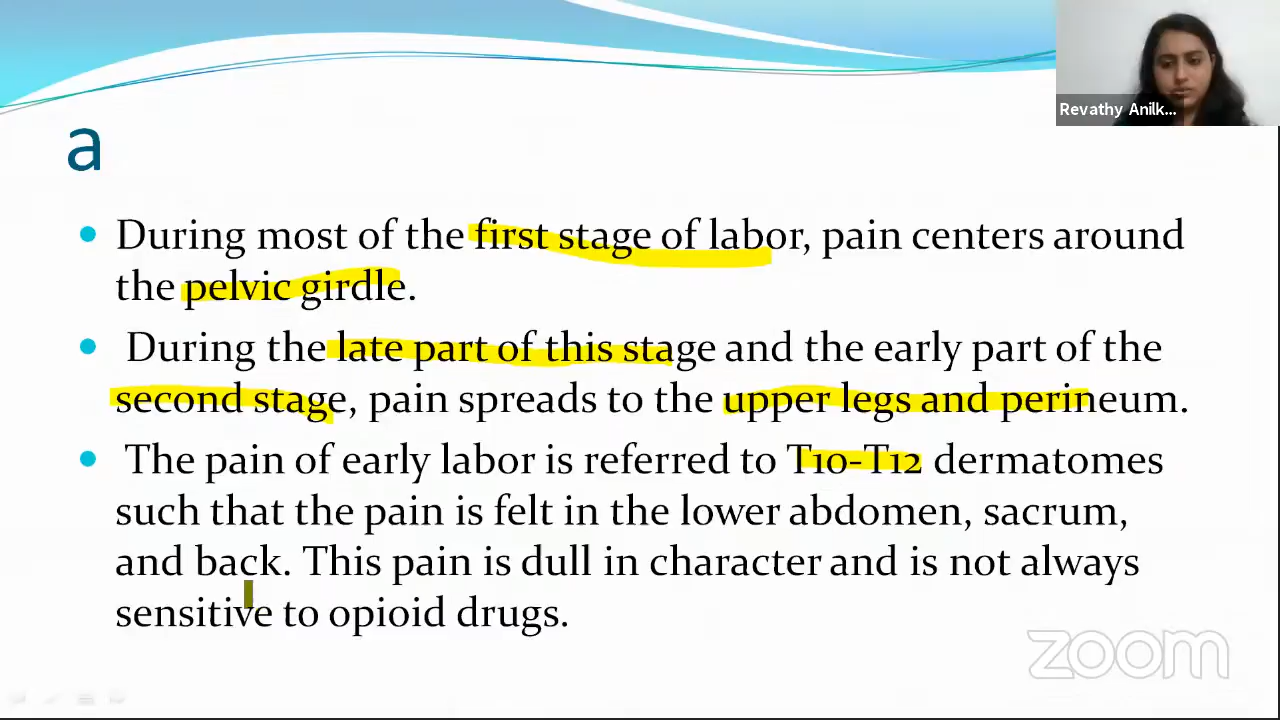 Revathy Anilk...
a
During most of the first stage of labor, pain centers around
the pelvic girdle.
During the late part of this stage and the early part of the
second stage, pain spreads to the upper legs and perineum.
The pain of early labor is referred to T10-T12 dermatomes
such that the pain is felt in the lower abdomen, sacrum,
and back. This pain is dull in character and is not always
sensitive to opioid drugs.
zoom